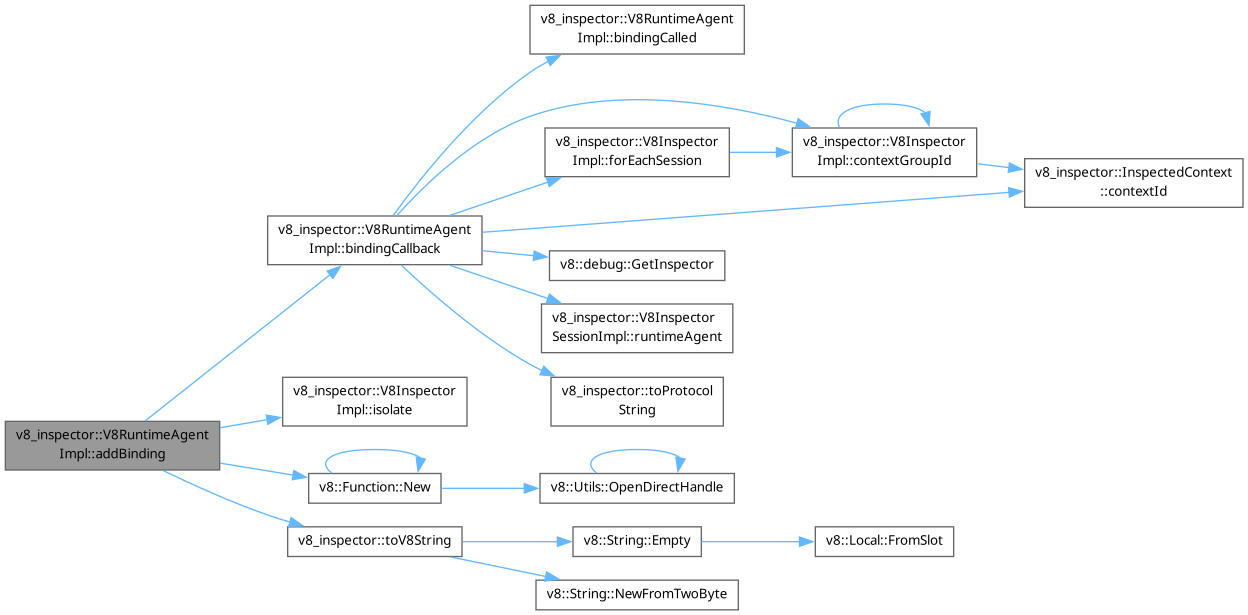 v8_inspector::V8RuntimeAgent
Impl::bindingCalled
v8_inspector::V8Inspector
Impl::forEachSession
v8_inspector::V8Inspector
Impl::contextGroupId
v8_inspector::InspectedContext
::contextId
v8_inspector::V8RuntimeAgent
Impl::bindingCallback
v8::debug::GetInspector
v8_inspector::V8Inspector
SessionImpl::runtimeAgent
v8_inspector::toProtocol
String
v8_inspector::V8Inspector
Impl::isolate
v8_inspector::V8RuntimeAgent
Impl::addBinding
v8::Function::New
v8::Utils::OpenDirectHandle
v8_inspector::toV8String
v8::String::Empty
v8::Local::FromSlot
v8::String::NewFromTwoByte